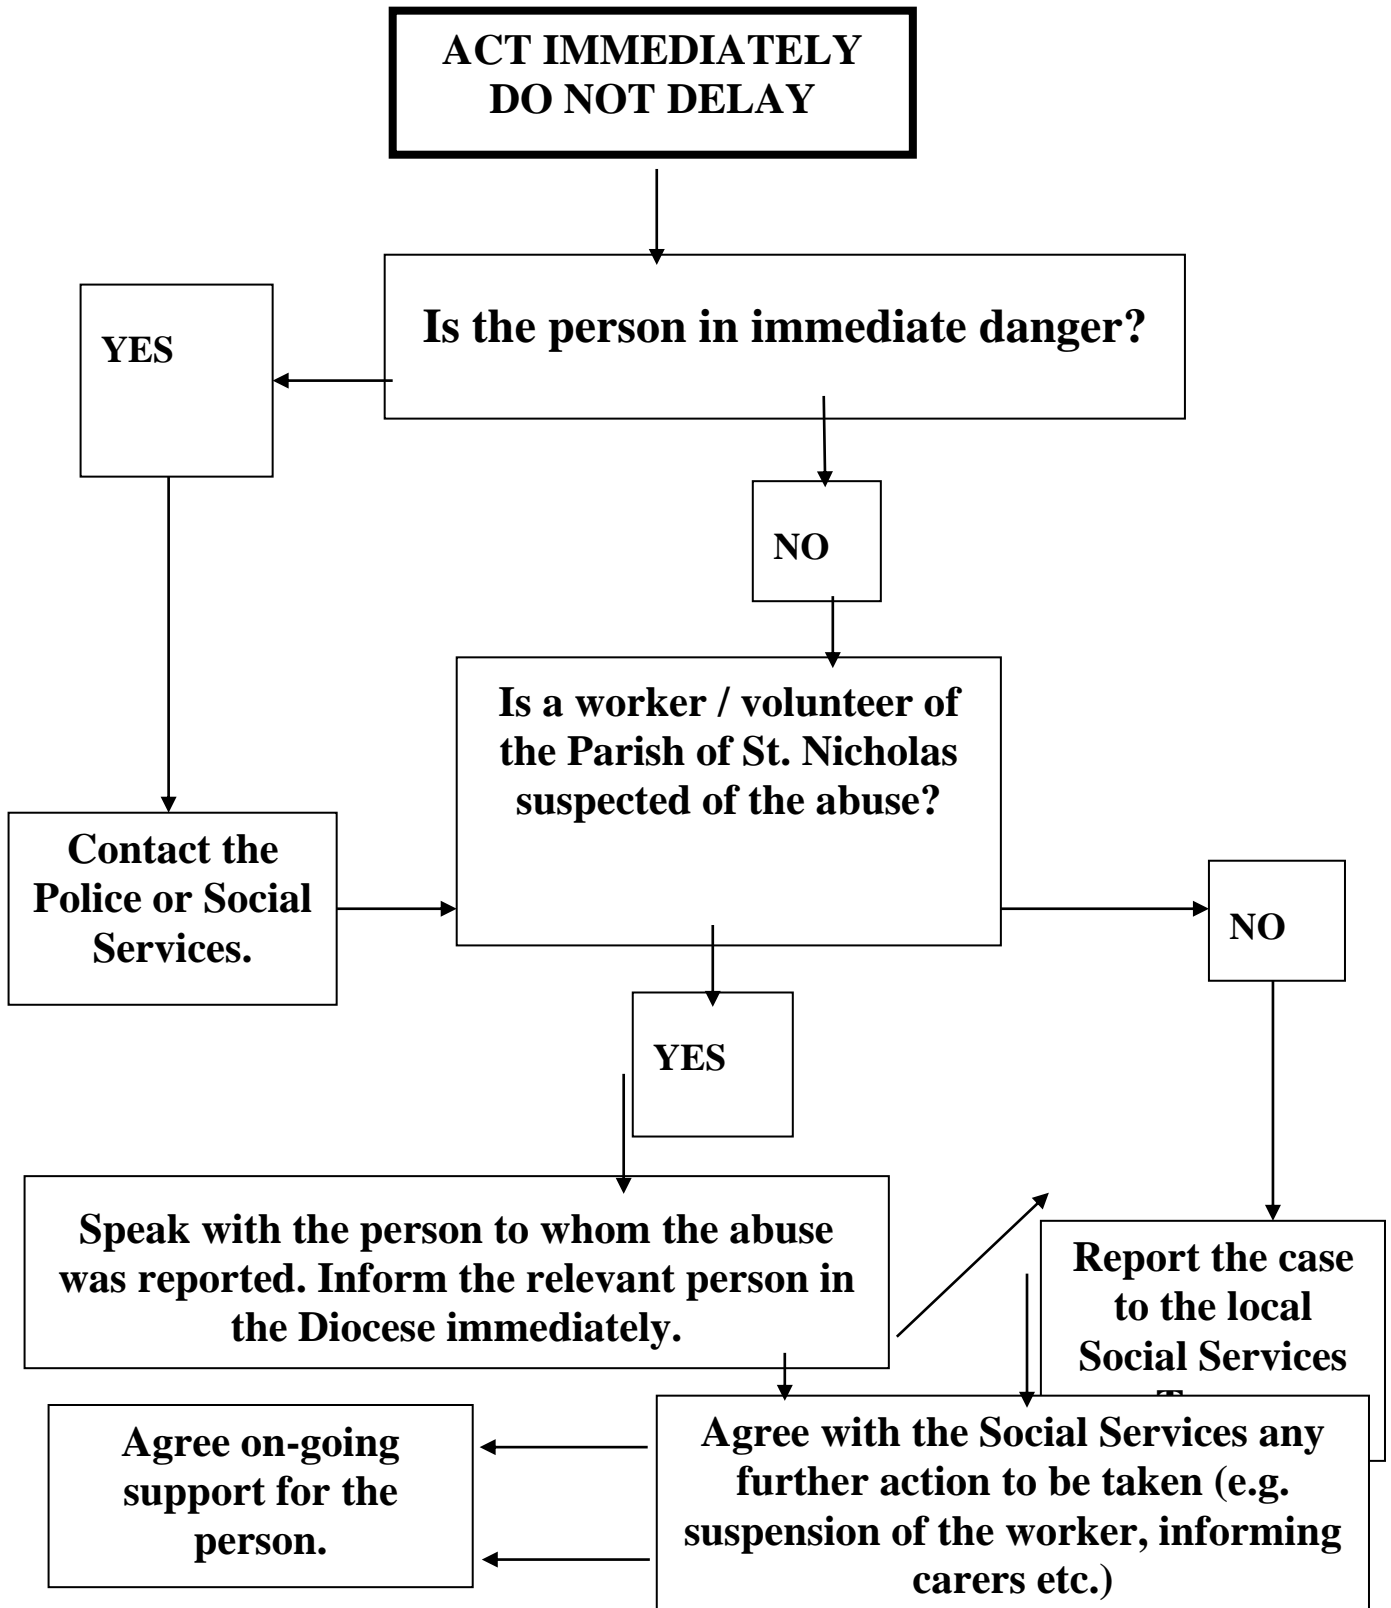 ACT IMMEDIATELY
DO NOT DELAY
Is the person in immediate danger?
YES
NO
Is a worker / volunteer of
the Parish of St. Nicholas
suspected of the abuse?
Contact the
Police or Social
Services.
NO
YES
Speak with the person to whom the abuse
was reported. Inform the relevant person in
the Diocese immediately.
Report the case
to the local
Social Services
Agree on-going
support for the
person.
Agree with the Social Services any
further action to be taken (e.g.
suspension of the worker, informing
carers etc.)